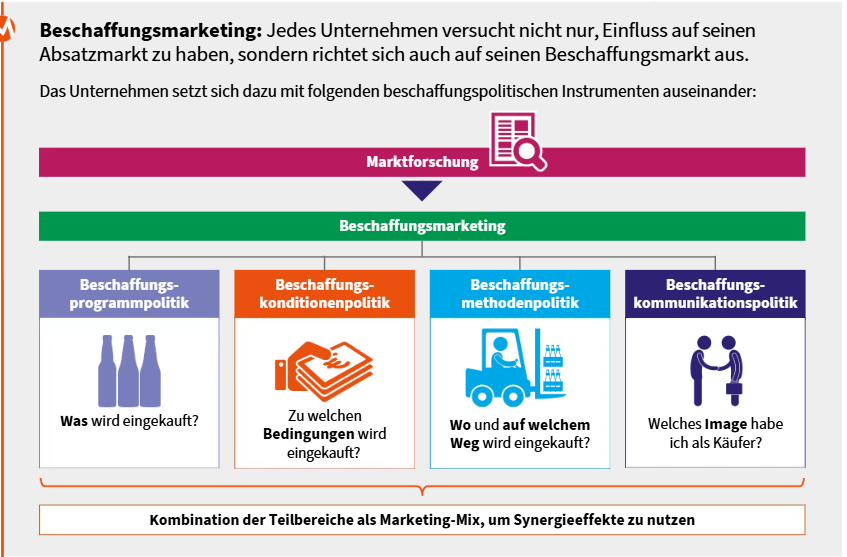 Beschaffungsmarketing: Jedes Unternehmen versucht nicht nur, Einfluss auf seinen
Absatzmarkt zu haben, sondern richtet sich auch auf seinen Beschaffungsmarkt aus.
Das Unternehmen setzt sich dazu mit folgenden beschaffungspolitischen Instrumenten auseinander:
Marktforschung
Beschaffungsmarketing
Beschaffungs-
programmpolitik
Was wird eingekauft?
Beschaffungs-
konditionenpolitik
Zu welchen
Bedingungen wird
eingekauft?
Beschaffungs-
methodenpolitik
Wo und auf welchem
Weg wird eingekauft?
Beschaffungs-
kommunikationspolitik
Welches Image habe
ich als Käufer?
Kombination der Teilbereiche als Marketing-Mix, um Synergieeffekte zu nutzen